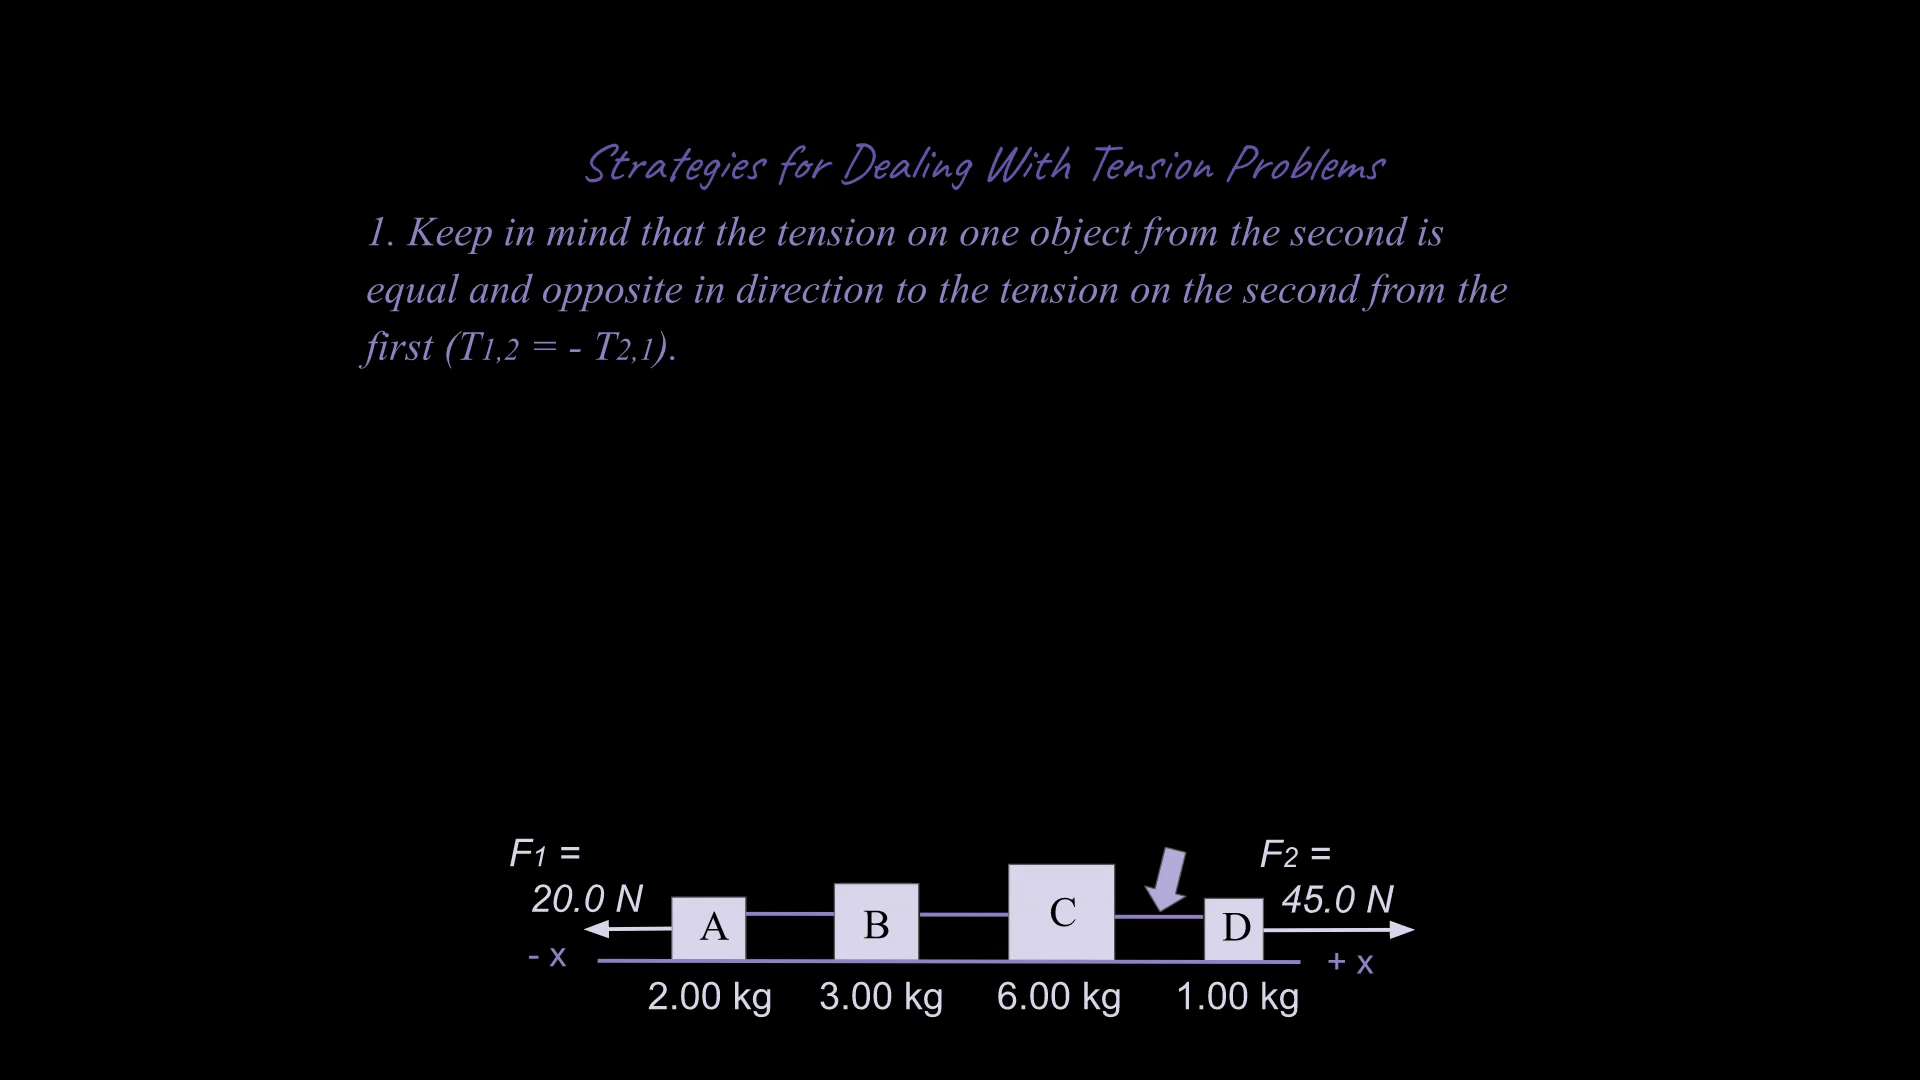 Strategies for Dealing With Tension Problems
1. Keep in mind that the tension on one object from the second is
equal and opposite in direction to the tension on the second from the
first (T1,2 = - T2,1).
F1 =
20.0 N
F2 =
45.0 N
A
B
C
D
- x
+ x
2.00 kg
3.00 kg
6.00 kg
1.00 kg